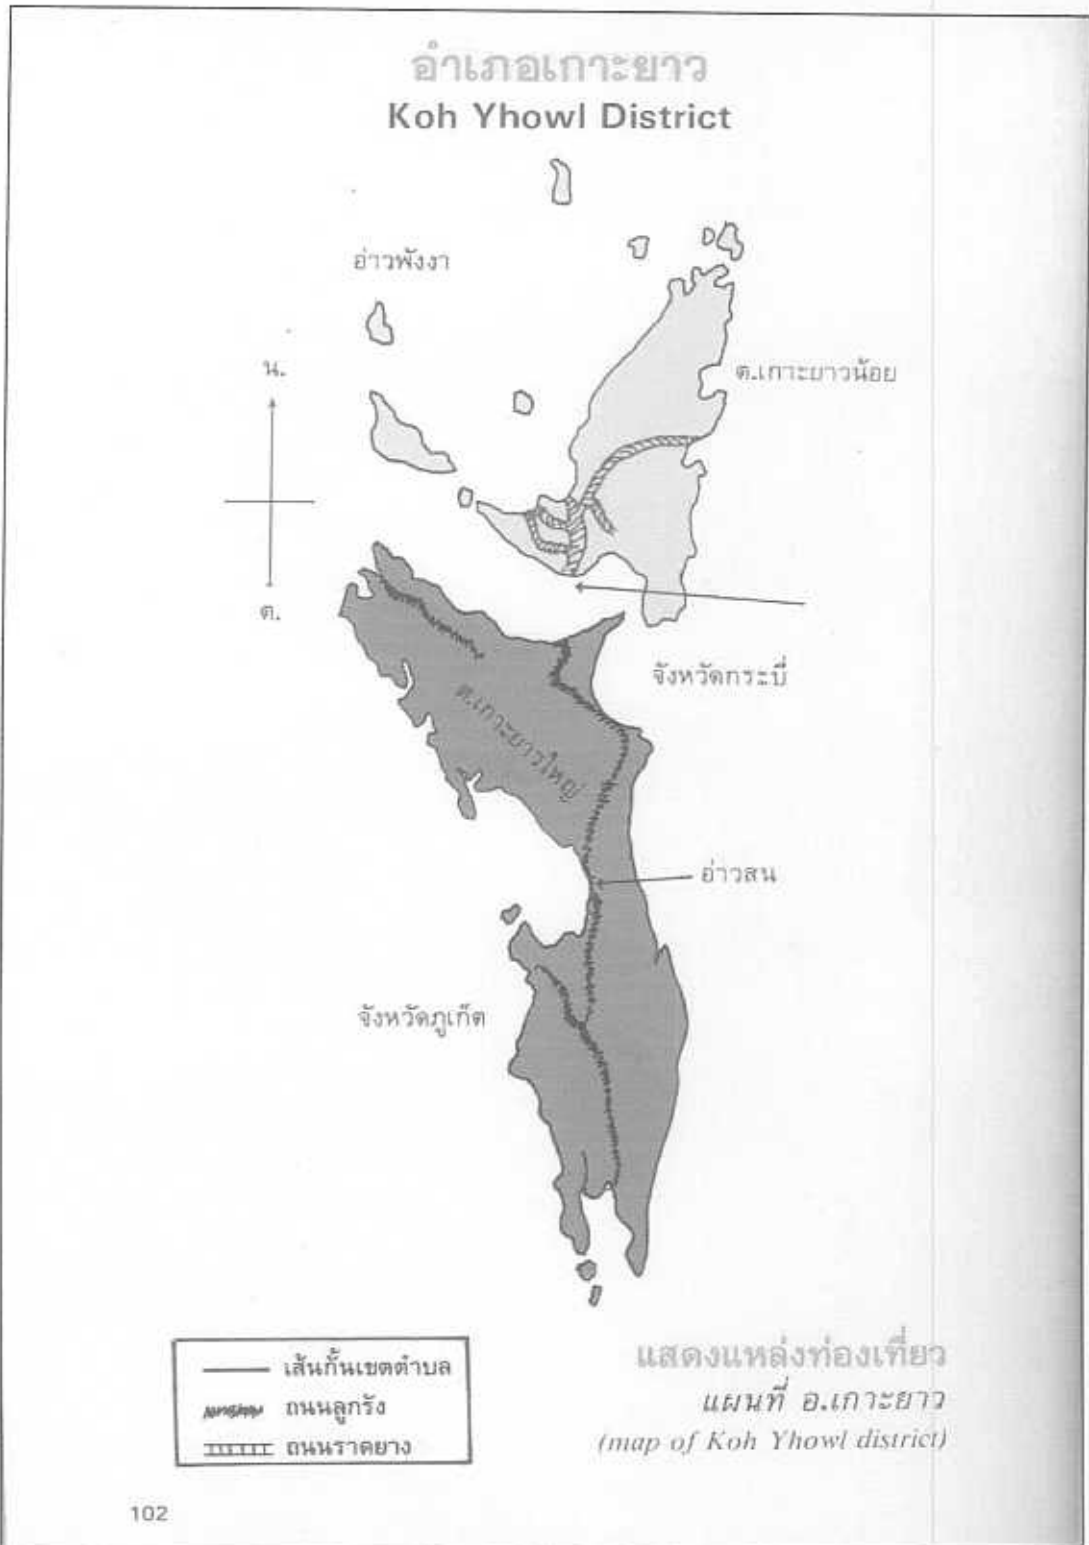 อำเภอเกาะยาว
Koh Yhowl District
อ่าวพังงา
น.
ต.เกาะยาวน้อย
ต.
จังหวัดกระบี่
ต.เกาะยาวใหญ่
อ่าวสน
จังหวัดภูเก็ต
เส้นกั้นเขตตำบล
ถนนลูกรัง
ถนนราดยาง
แสดงแหล่งท่องเที่ยว
แผนที่ อ.เกาะยาว
(map of Koh Yhowl district)
102